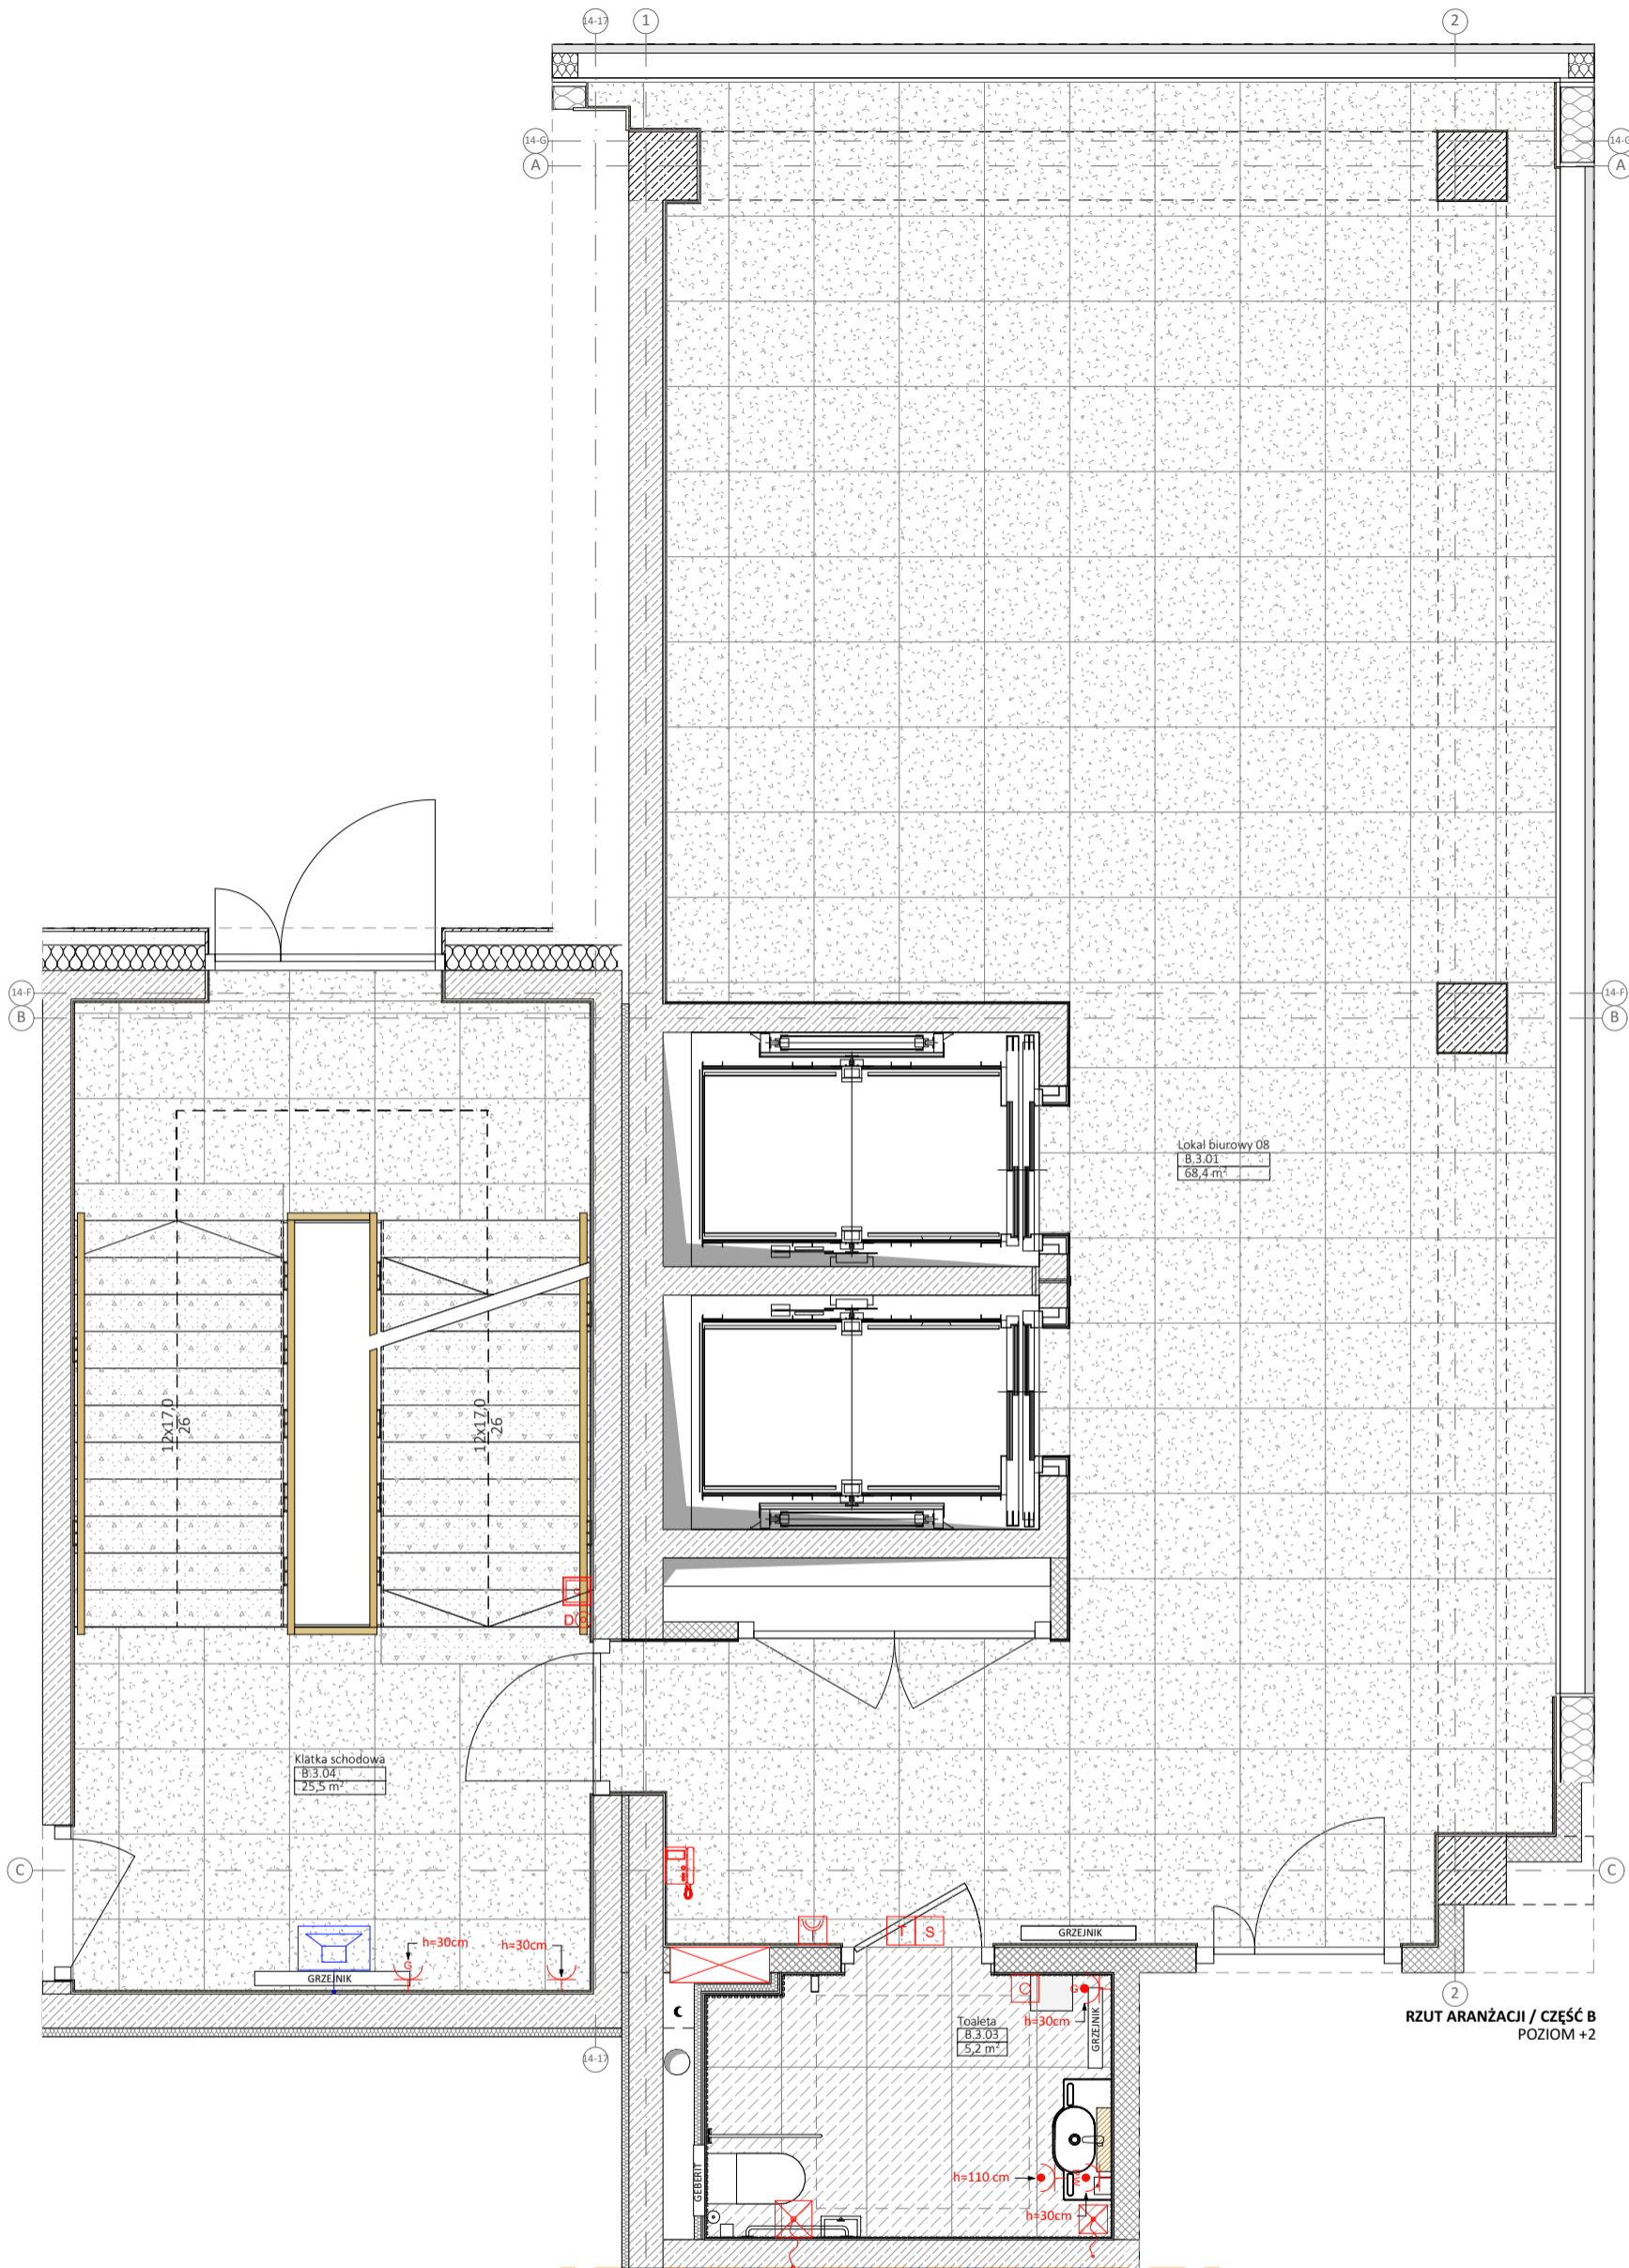 14-17
1
2
14-G
14-G
A
A
14-F
14-F
B
B
Lokal biurowy 08
B.3.01
68,4 m²
12x17,0
26
12x17,0
26
D
Klatka schodowa
B.3.04
25,5 m²
C
C
h=30cm
h=30cm
G
GRZEJNIK
T
S
GRZEJNIK
2
RZUT ARANŻACJI / CZĘŚĆ B
POZIOM +2
C
G
h=30cm
GRZEJNIK
Toaleta
B.3.03
5,2 m²
14-17
GEBERIT
h=110 cm
h=30cm